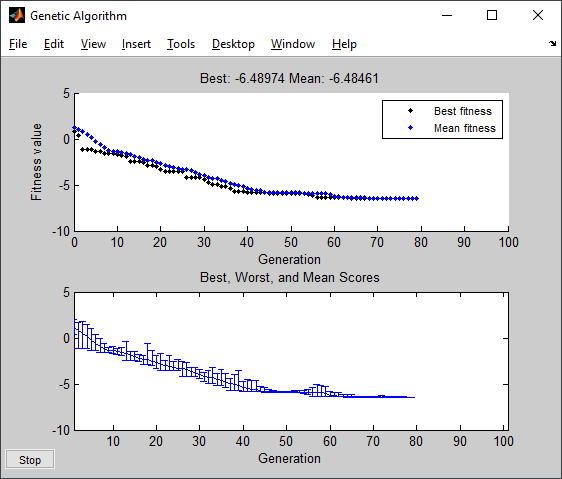 Genetic Algorithm
File Edit View Insert Tools Desktop Window Help
Best: -6.48974 Mean: -6.48461
5
0
-5
-10
Fitness value
Best fitness
Mean fitness
0 10 20 30 40 50 60 70 80 90 100
Generation
Best, Worst, and Mean Scores
5
0
-5
-10
10 20 30 40 50 60 70 80 90 100
Generation
Stop